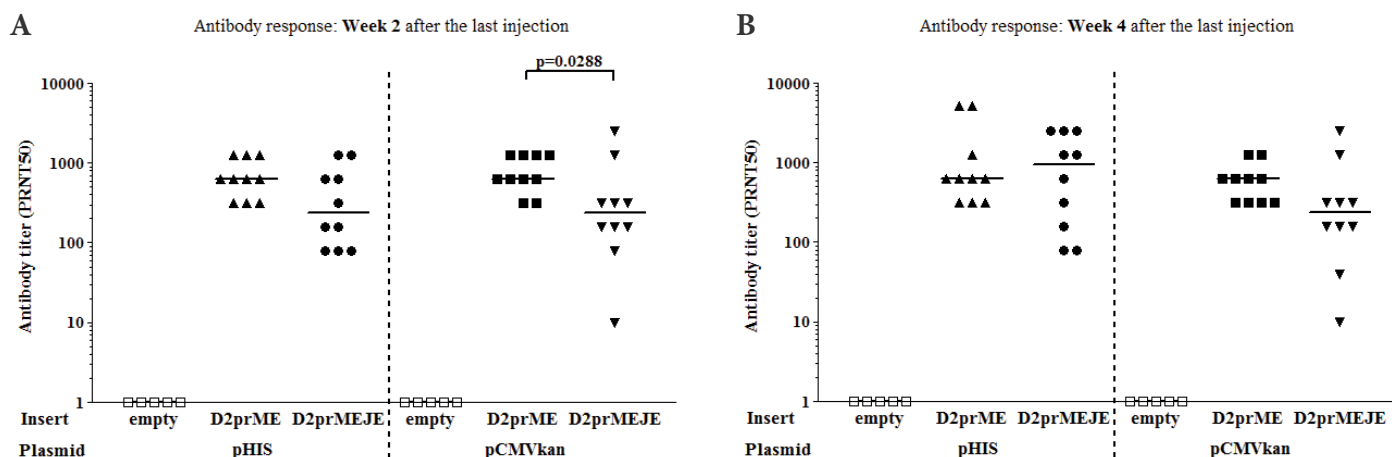 A
Antibody response: Week 2 after the last injection
p=0.0288
Antibody titer (PRNT50)
10000
1000
100
10
1
Insert empty D2prME D2prMEJE empty D2prME D2prMEJE
Plasmid pHIS pCMVkan
B
Antibody response: Week 4 after the last injection
Antibody titer (PRNT50)
10000
1000
100
10
1
Insert empty D2prME D2prMEJE empty D2prME D2prMEJE
Plasmid pHIS pCMVkan